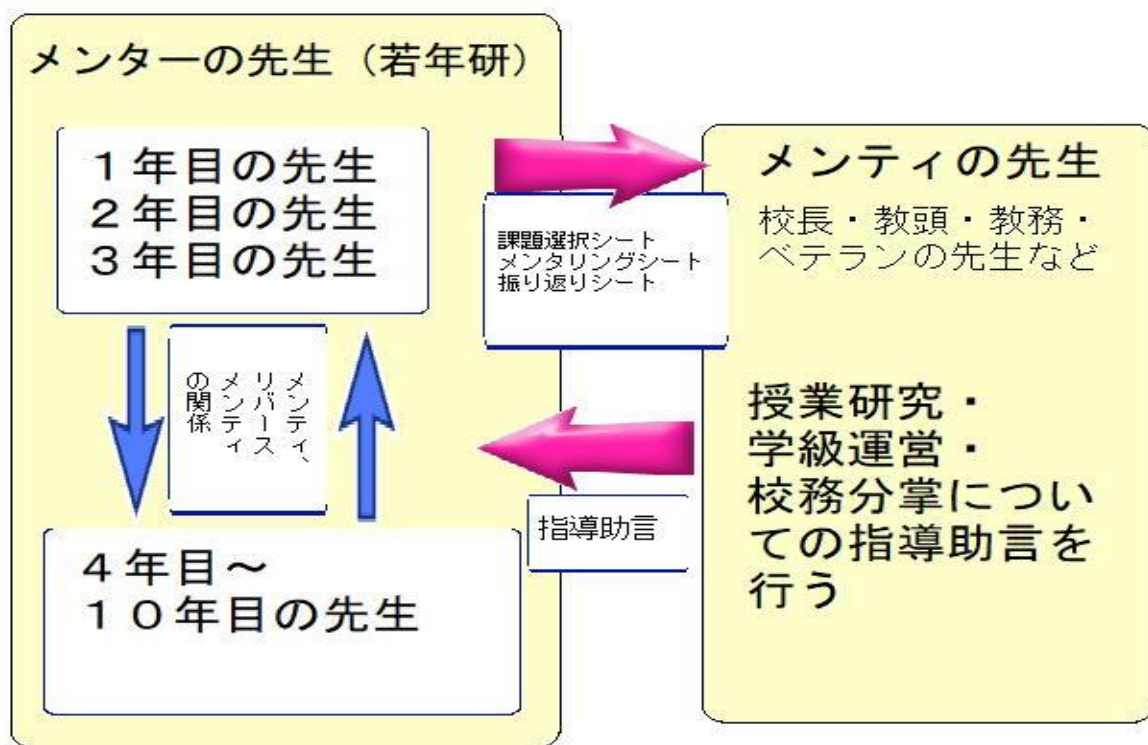 メンターの先生（若年研）
１年目の先生
２年目の先生
３年目の先生
メンティ、
リバース
メンティ
の関係
４年目～
１０年目の先生
課題選択シート
メンタリングシート
振り返りシート
指導助言
メンティの先生
校長・教頭・教務・
ベテランの先生など
授業研究・
学級運営・
校務分掌につい
ての指導助言を
行う